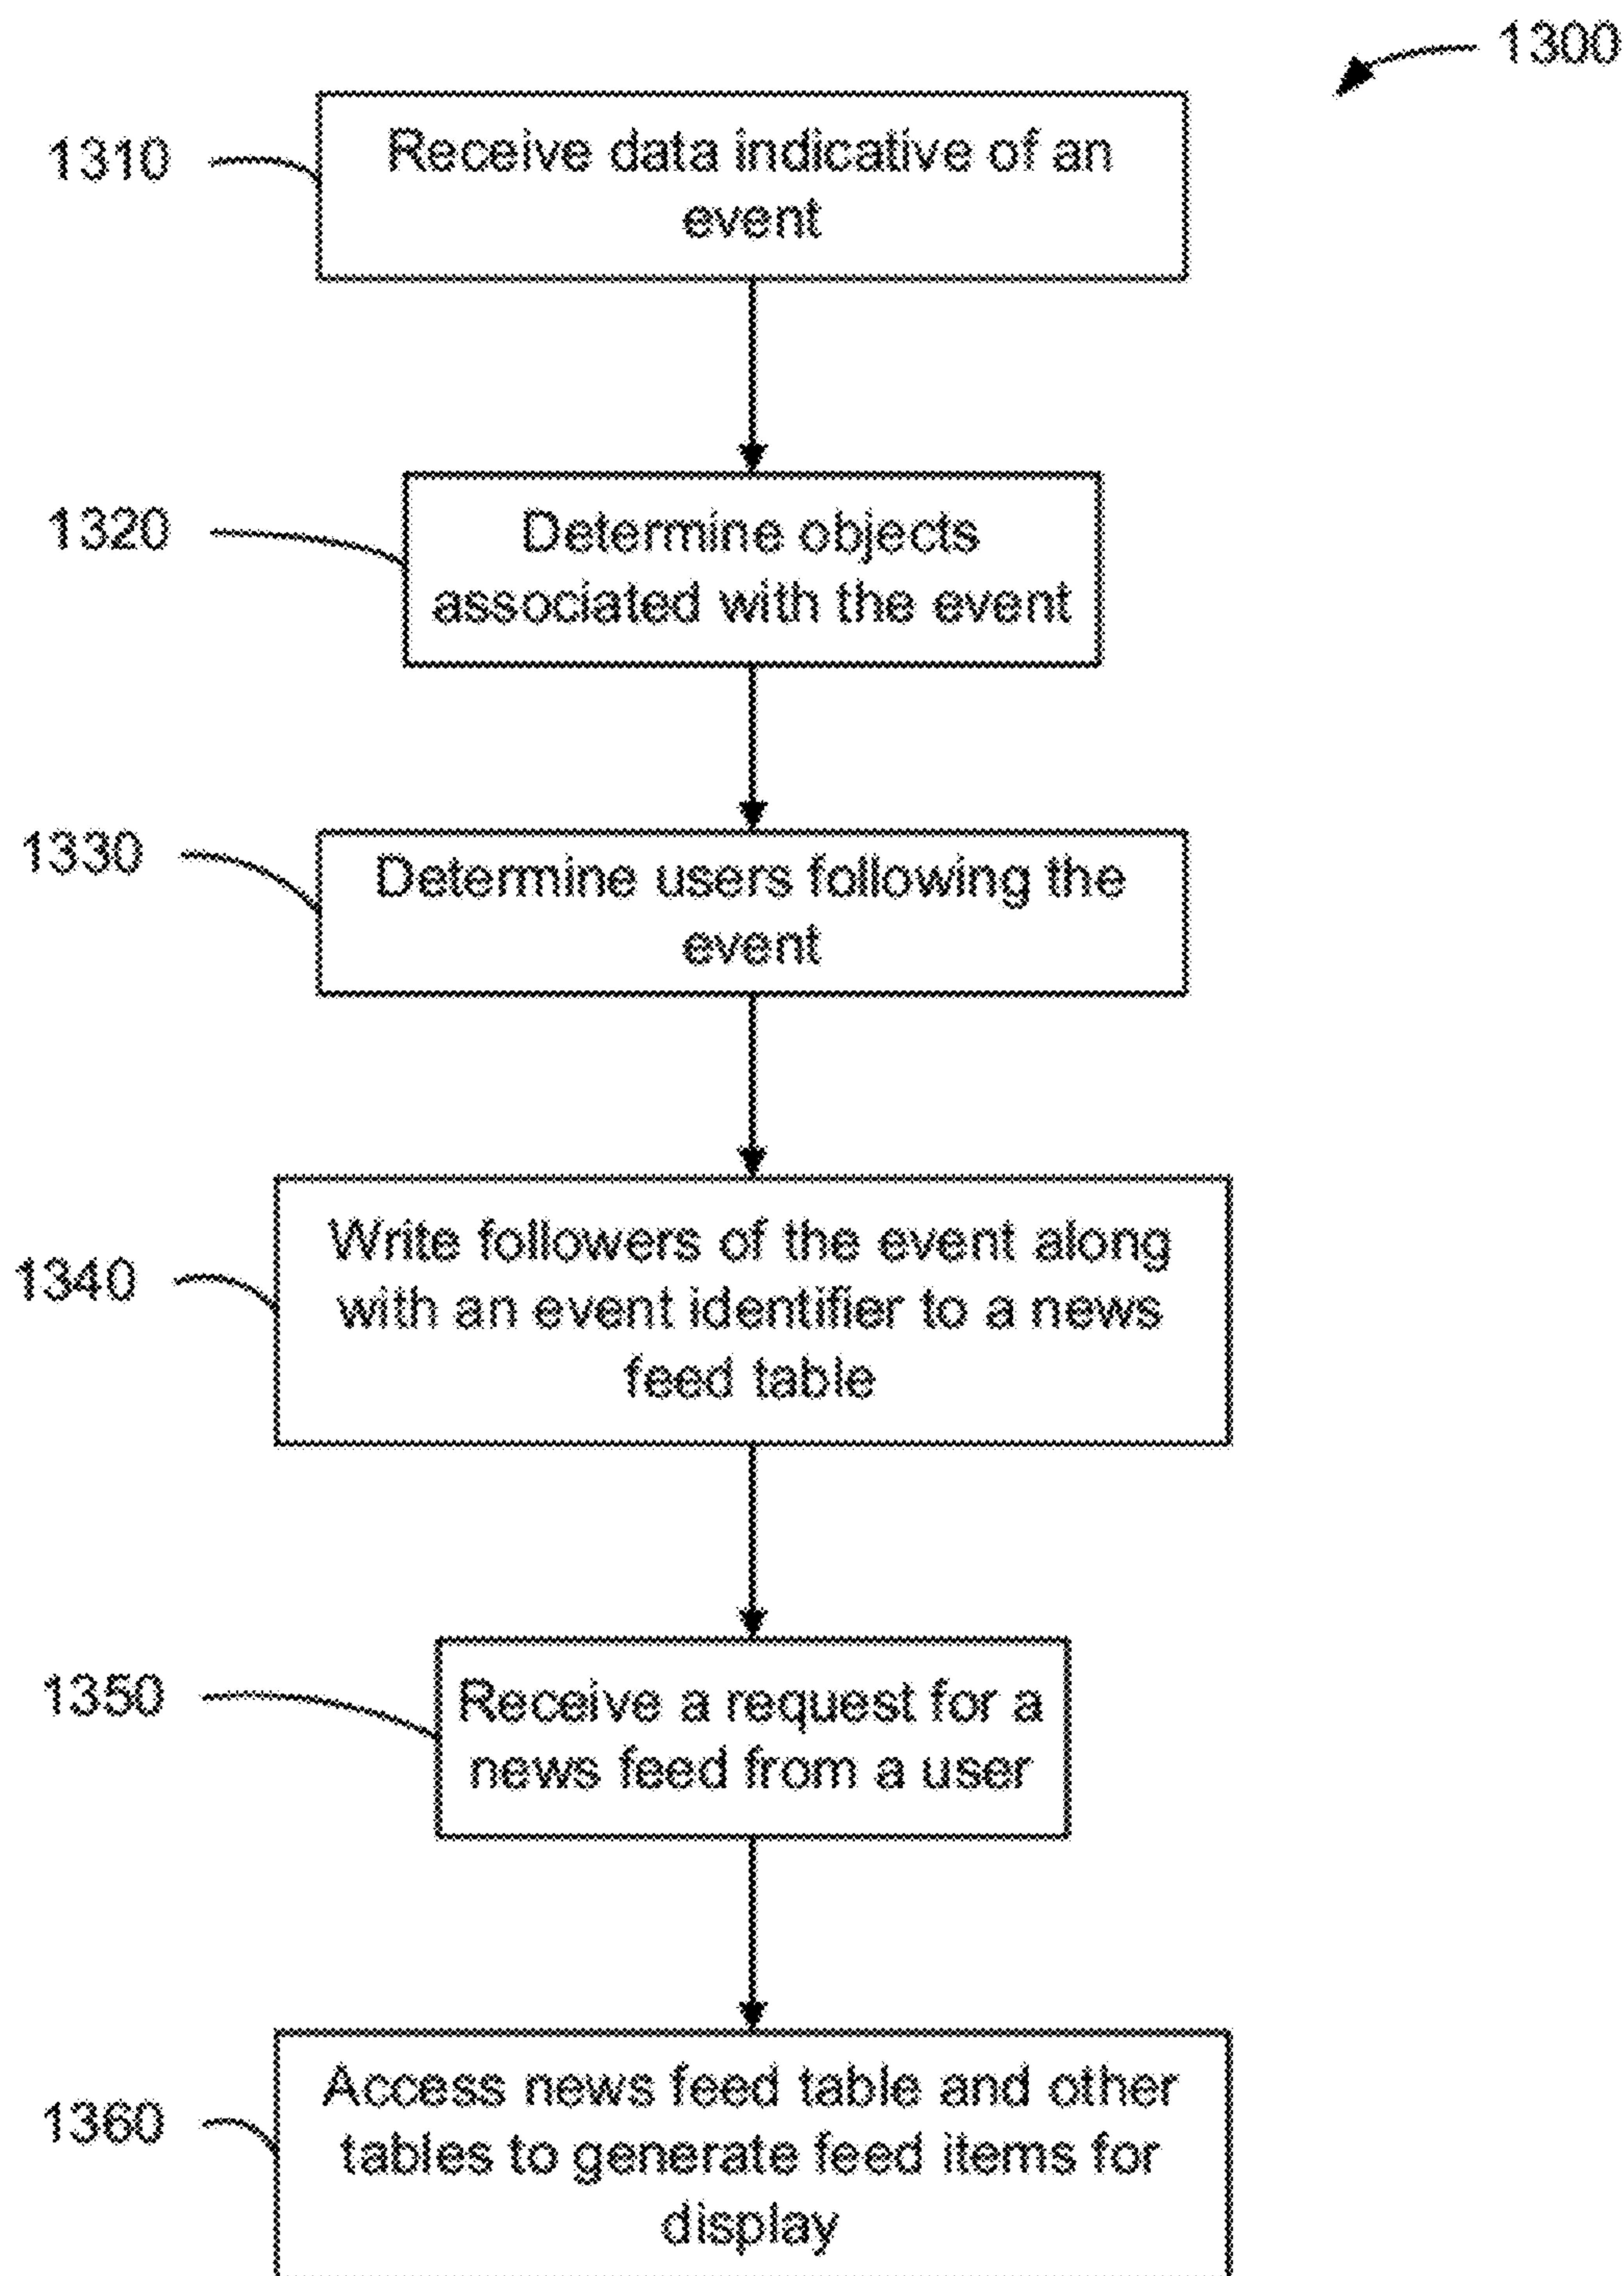 1300
1310
Receive data indicative of an
event
1320
Determine objects
associated with the event
1330
Determine users following the
event
1340
Write followers of the event along
with an event identifier to a news
feed table
1350
Receive a request for a
news feed from a user
1360
Access news feed table and other
tables to generate feed items for
display